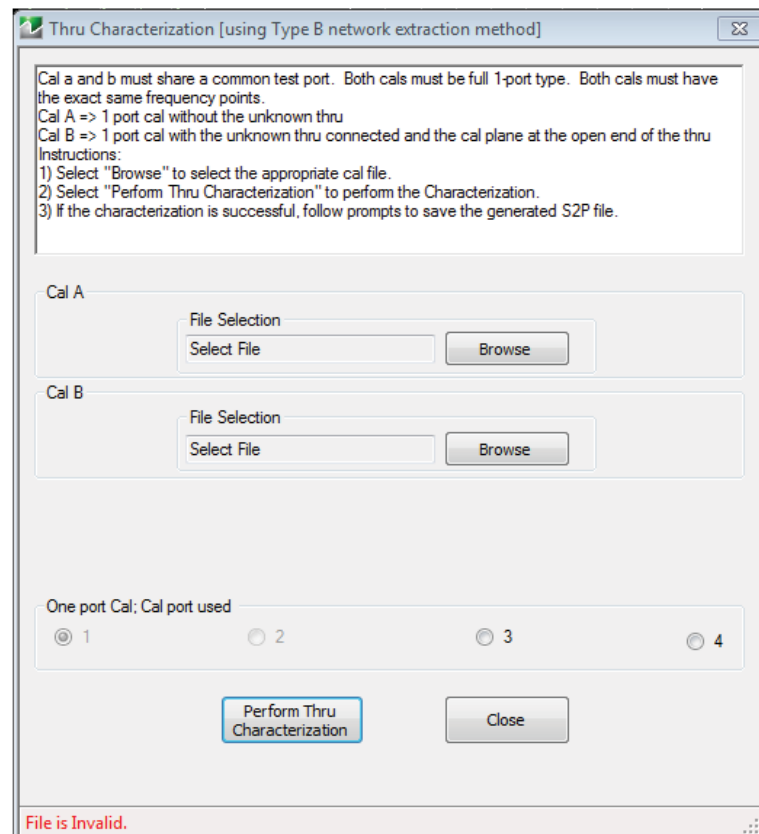 Thru Characterization [using Type B network extraction method]
Cal a and b must share a common test port.  Both cals must be full 1-port type.  Both cals must have
the exact same frequency points.
Cal A => 1 port cal without the unknown thru
Cal B => 1 port cal with the unknown thru connected and the cal plane at the open end of the thru
Instructions:
1) Select "Browse" to select the appropriate cal file.
2) Select "Perform Thru Characterization" to perform the Characterization.
3) If the characterization is successful, follow prompts to save the generated S2P file.
Cal A
File Selection
Select File
Browse
Cal B
File Selection
Select File
Browse
One port Cal; Cal port used
1 2 3 4
Perform Thru
Characterization
Close
File is Invalid.